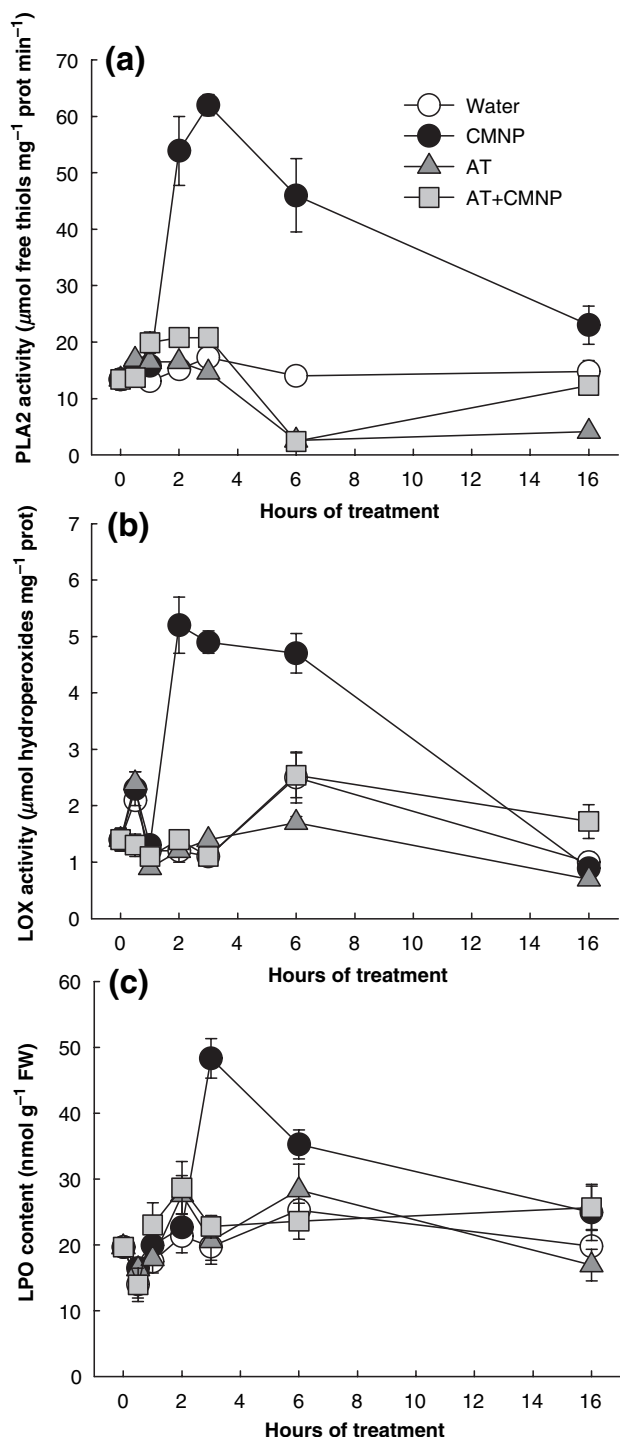 (a)
70
60
50
40
30
20
10
0
PLA2 activity (μmol free thiols mg⁻¹ prot min⁻¹)
Water
CMNP
AT
AT+CMNP
0 2 4 6 8 10 12 14 16
Hours of treatment
(b)
7
6
5
4
3
2
1
0
LOX activity (μmol hydroperoxides mg⁻¹ prot)
0 2 4 6 8 10 12 14 16
Hours of treatment
(c)
60
50
40
30
20
10
0
LPO content (nmol g⁻¹ FW)
0 2 4 6 8 10 12 14 16
Hours of treatment